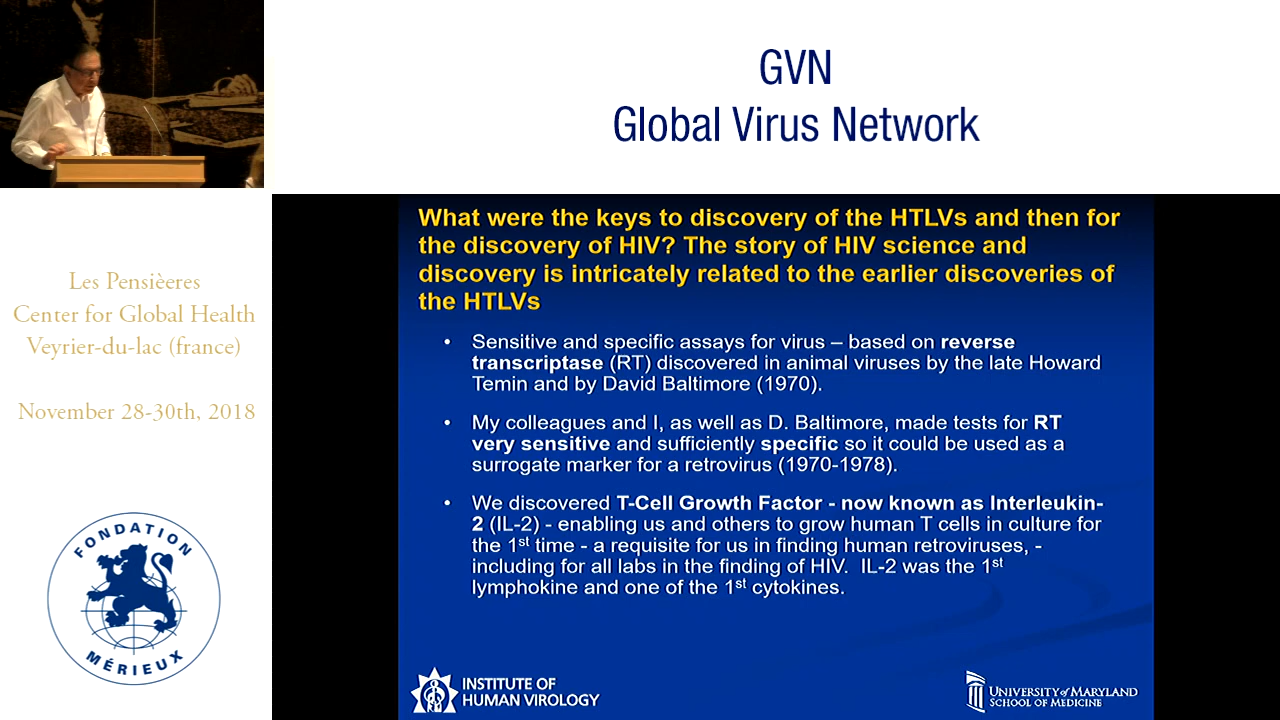 GVN
Global Virus Network
Les Pensièeres
Center for Global Health
Veyrier-du-lac (france)
November 28-30th, 2018
FONDATION
MÉRIEUX
What were the keys to discovery of the HTLVs and then for
the discovery of HIV? The story of HIV science and
discovery is intricately related to the earlier discoveries of
the HTLVs
• Sensitive and specific assays for virus – based on reverse
transcriptase (RT) discovered in animal viruses by the late Howard
Temin and by David Baltimore (1970).
• My colleagues and I, as well as D. Baltimore, made tests for RT
very sensitive and sufficiently specific so it could be used as a
surrogate marker for a retrovirus (1970-1978).
• We discovered T-Cell Growth Factor - now known as Interleukin-
2 (IL-2) - enabling us and others to grow human T cells in culture for
the 1st time - a requisite for us in finding human retroviruses, -
including for all labs in the finding of HIV. IL-2 was the 1st
lymphokine and one of the 1st cytokines.
INSTITUTE OF
HUMAN VIROLOGY
UNIVERSITY of MARYLAND
SCHOOL OF MEDICINE